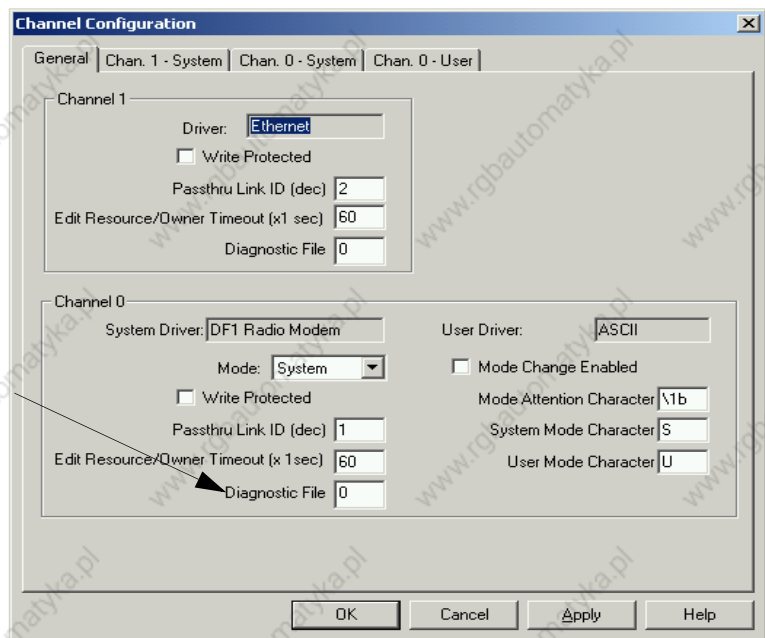 Channel Configuration
General
Chan. 1 - System
Chan. 0 - System
Chan. 0 - User
Channel 1
Driver: Ethernet
Write Protected
Passthru Link ID (dec) 2
Edit Resource/Owner Timeout (x1 sec) 60
Diagnostic File 0
Channel 0
System Driver: DF1 Radio Modem
Mode: System
Write Protected
Passthru Link ID (dec) 1
Edit Resource/Owner Timeout (x 1sec) 60
Diagnostic File 0
User Driver: ASCII
Mode Change Enabled
Mode Attention Character \1b
System Mode Character S
User Mode Character U
OK
Cancel
Apply
Help
www.rgbautomatyka.pl